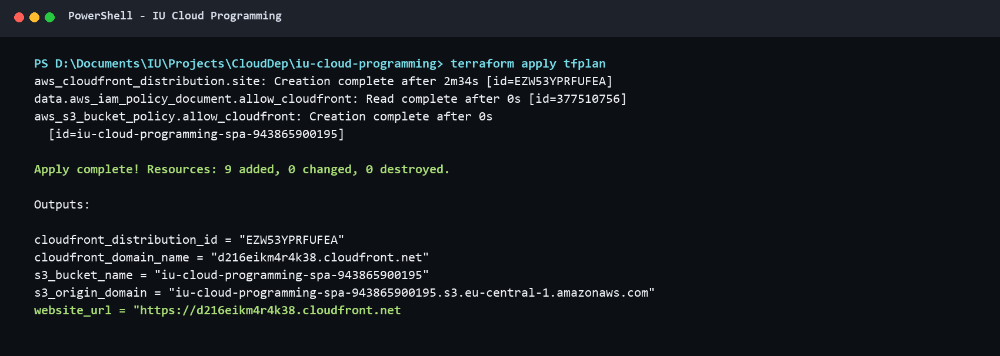 PowerShell - IU Cloud Programming
PS D:\Documents\IU\Projects\CloudDep\iu-cloud-programming> terraform apply tfplan
aws_cloudfront_distribution.site: Creation complete after 2m34s [id=EZW53YPRFUFEA]
data.aws_iam_policy_document.allow_cloudfront: Read complete after 0s [id=377510756]
aws_s3_bucket_policy.allow_cloudfront: Creation complete after 0s
[id=iu-cloud-programming-spa-943865900195]
Apply complete! Resources: 9 added, 0 changed, 0 destroyed.
Outputs:
cloudfront_distribution_id = "EZW53YPRFUFEA"
cloudfront_domain_name = "d216eikm4r4k38.cloudfront.net"
s3_bucket_name = "iu-cloud-programming-spa-943865900195"
s3_origin_domain = "iu-cloud-programming-spa-943865900195.s3.eu-central-1.amazonaws.com"
website_url = "https://d216eikm4r4k38.cloudfront.net